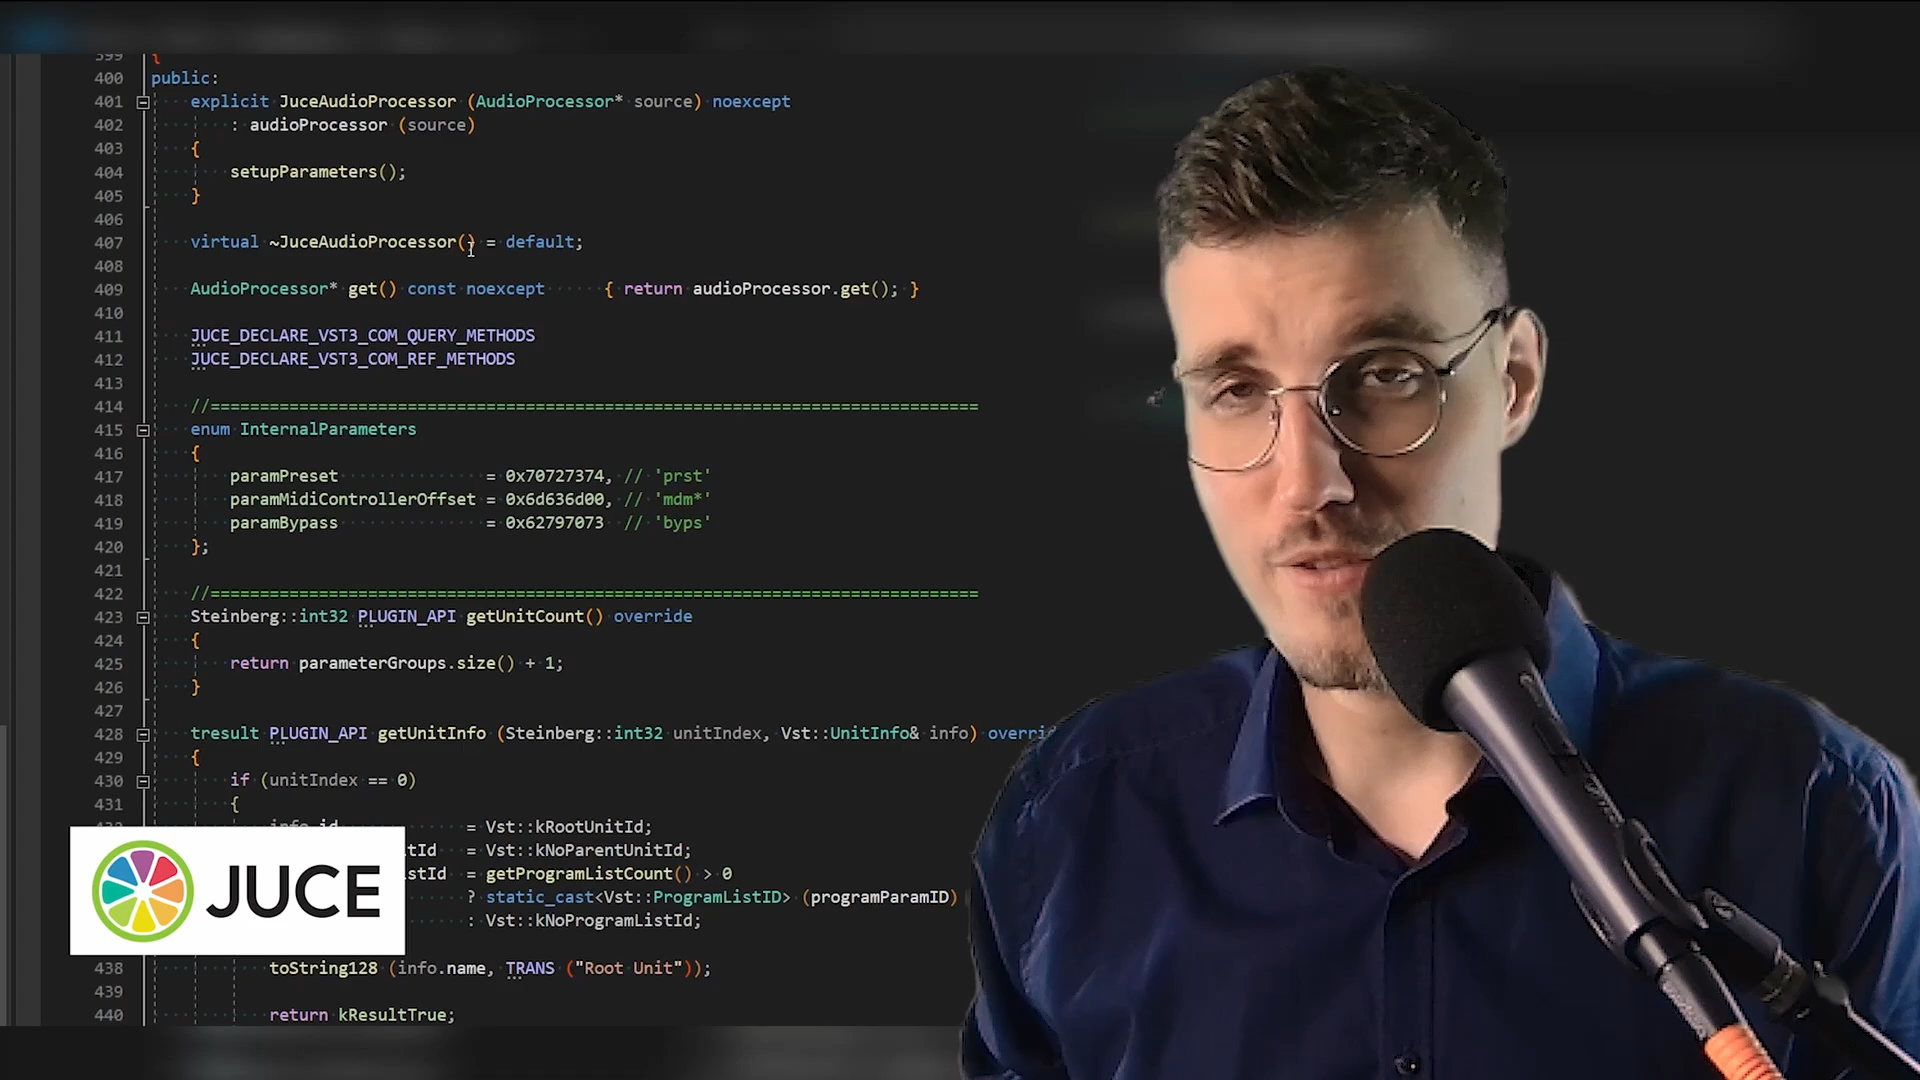 399 {
400 public:
401 explicit JuceAudioProcessor (AudioProcessor* source) noexcept
402 : audioProcessor (source)
403 {
404 setupParameters();
405 }
406
407 virtual ~JuceAudioProcessor() = default;
408
409 AudioProcessor* get() const noexcept { return audioProcessor.get(); }
410
411 JUCE_DECLARE_VST3_COM_QUERY_METHODS
412 JUCE_DECLARE_VST3_COM_REF_METHODS
413
414 //==============================================================================
415 enum InternalParameters
416 {
417 paramPreset = 0x70727374, // 'prst'
418 paramMidiControllerOffset = 0x6d636d00, // 'mdm*'
419 paramBypass = 0x62797073 // 'byps'
420 };
421
422 //==============================================================================
423 Steinberg::int32 PLUGIN_API getUnitCount() override
424 {
425 return parameterGroups.size() + 1;
426 }
427
428 tresult PLUGIN_API getUnitInfo (Steinberg::int32 unitIndex, Vst::UnitInfo& info) overri
429 {
430 if (unitIndex == 0)
431 {
432 info.id = Vst::kRootUnitId;
tId = Vst::kNoParentUnitId;
stId = getProgramListCount() > 0
? static_cast<Vst::ProgramListID> (programParamID)
: Vst::kNoProgramListId;
JUCE
438 toString128 (info.name, TRANS ("Root Unit"));
439
440 return kResultTrue;